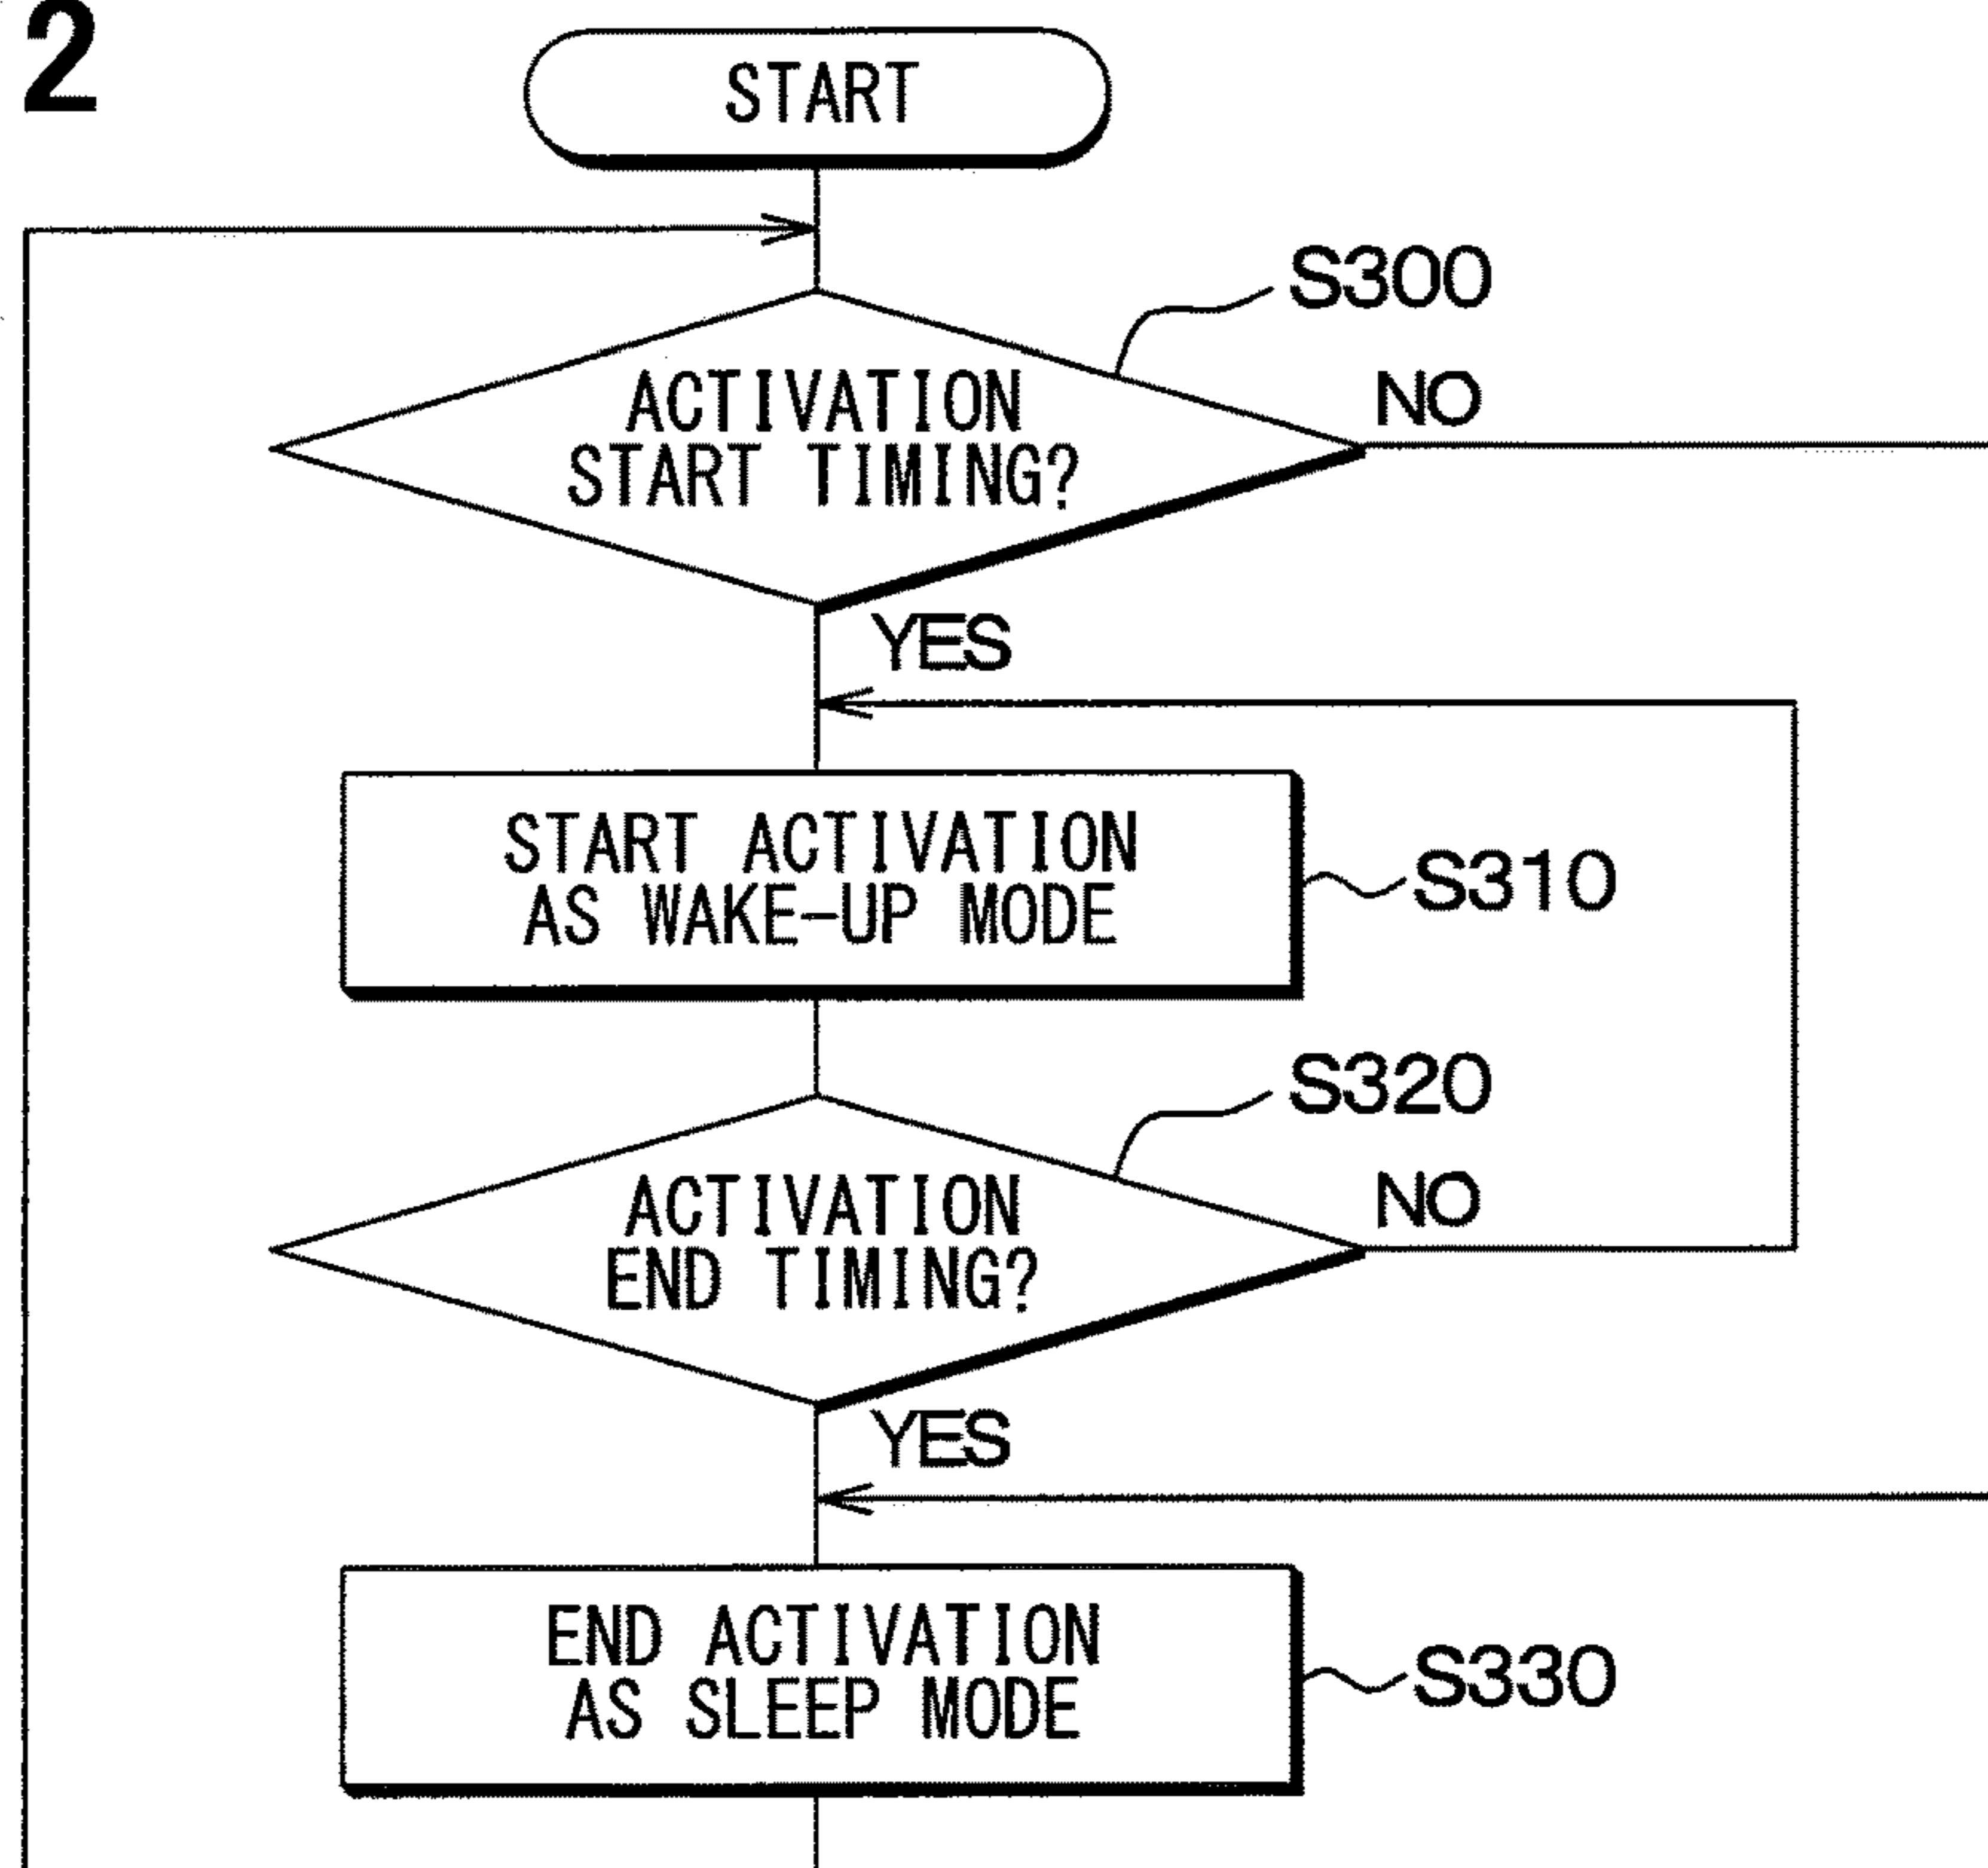 2
START
S300
ACTIVATION
START TIMING?
NO
YES
START ACTIVATION
AS WAKE-UP MODE
S310
S320
ACTIVATION
END TIMING?
NO
YES
END ACTIVATION
AS SLEEP MODE
S330